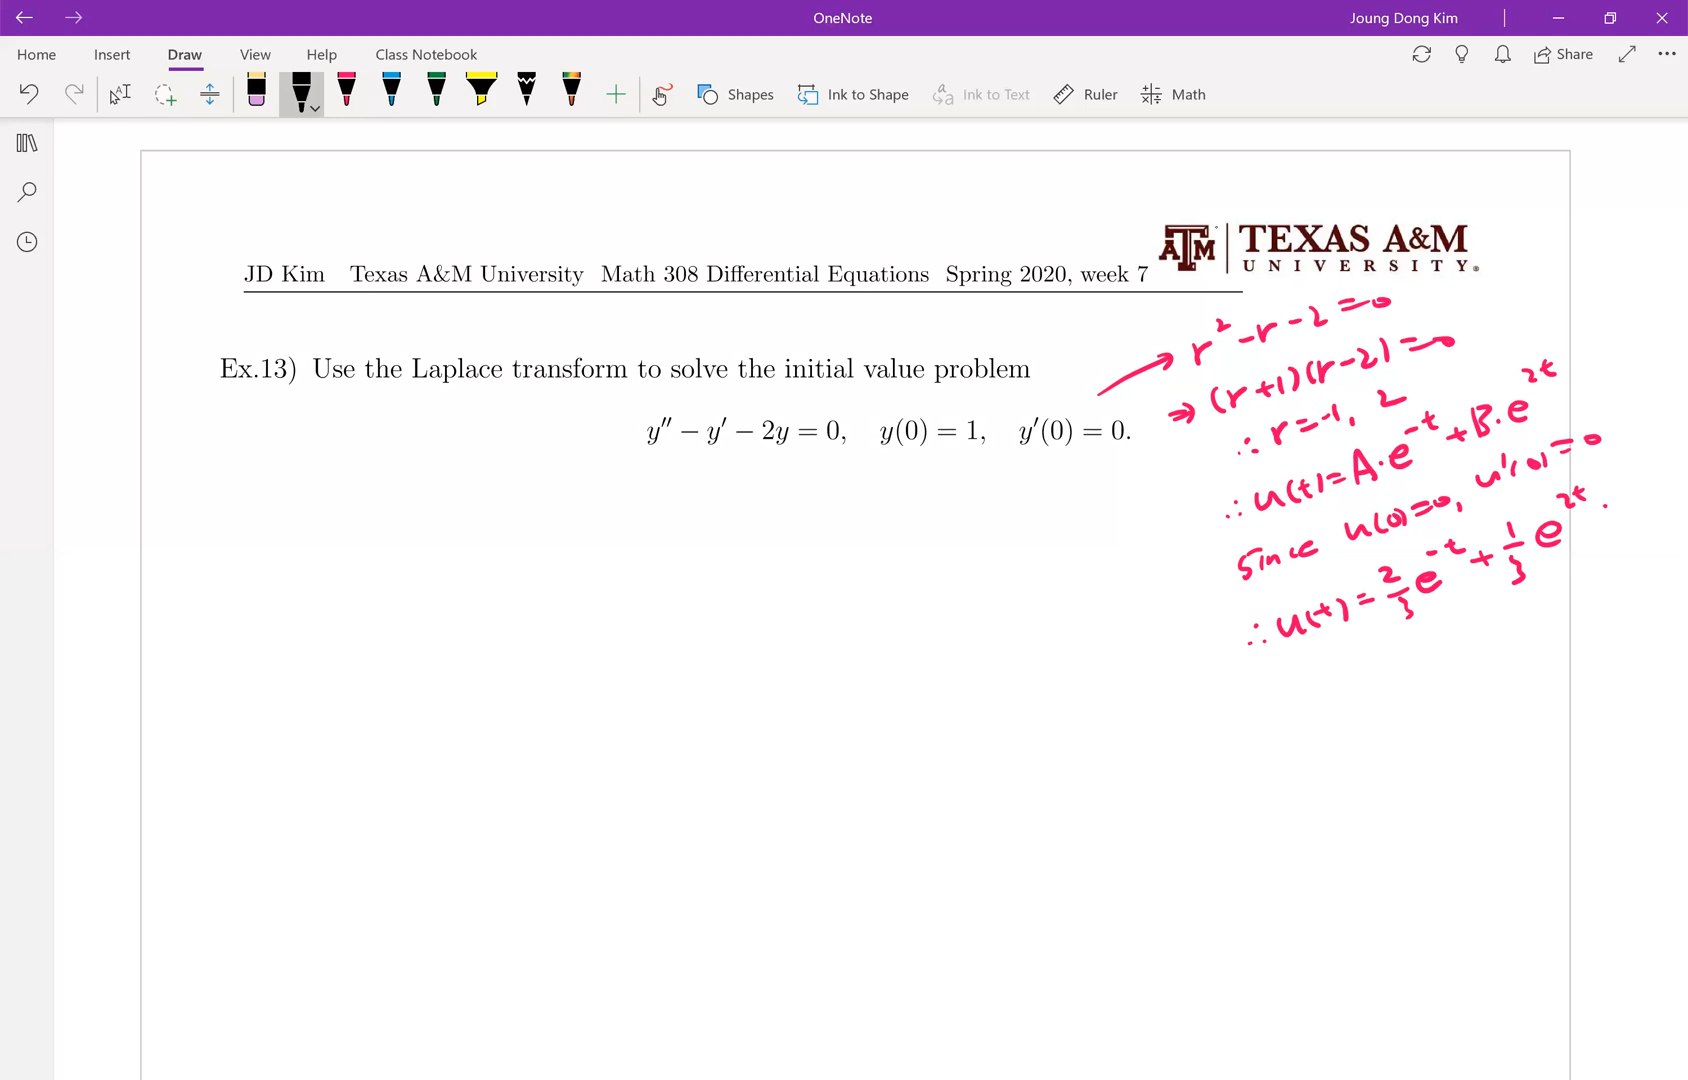 OneNote
Joung Dong Kim
Home Insert Draw View Help Class Notebook
Share
Shapes Ink to Shape Ink to Text Ruler Math
ATM TEXAS A&M
UNIVERSITY
JD Kim Texas A&M University Math 308 Differential Equations Spring 2020, week 7
Ex.13) Use the Laplace transform to solve the initial value problem
y″ − y′ − 2y = 0, y(0) = 1, y′(0) = 0.
→ r² − r − 2 = 0
⇒ (r+1)(r−2) = 0
∴ r = −1, 2
∴ u(t) = A·e^{−t} + B·e^{2t}
since u(0)=0, u′(0)=0
∴ u(t) = 2/3 e^{−t} + 1/3 e^{2t}.